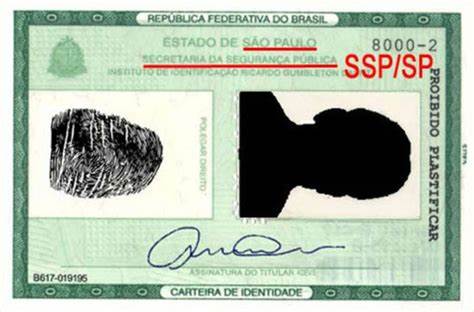 REPÚBLICA FEDERATIVA DO BRASIL
ESTADO DE SÃO PAULO
8000-2
SECRETARIA DA SEGURANÇA PÚBLICA
SSP/SP
INSTITUTO DE IDENTIFICAÇÃO RICARDO GUMBLETON
POLEGAR DIREITO
PROIBIDO PLASTIFICAR
ASSINATURA DO TITULAR
B617-019195
CARTEIRA DE IDENTIDADE